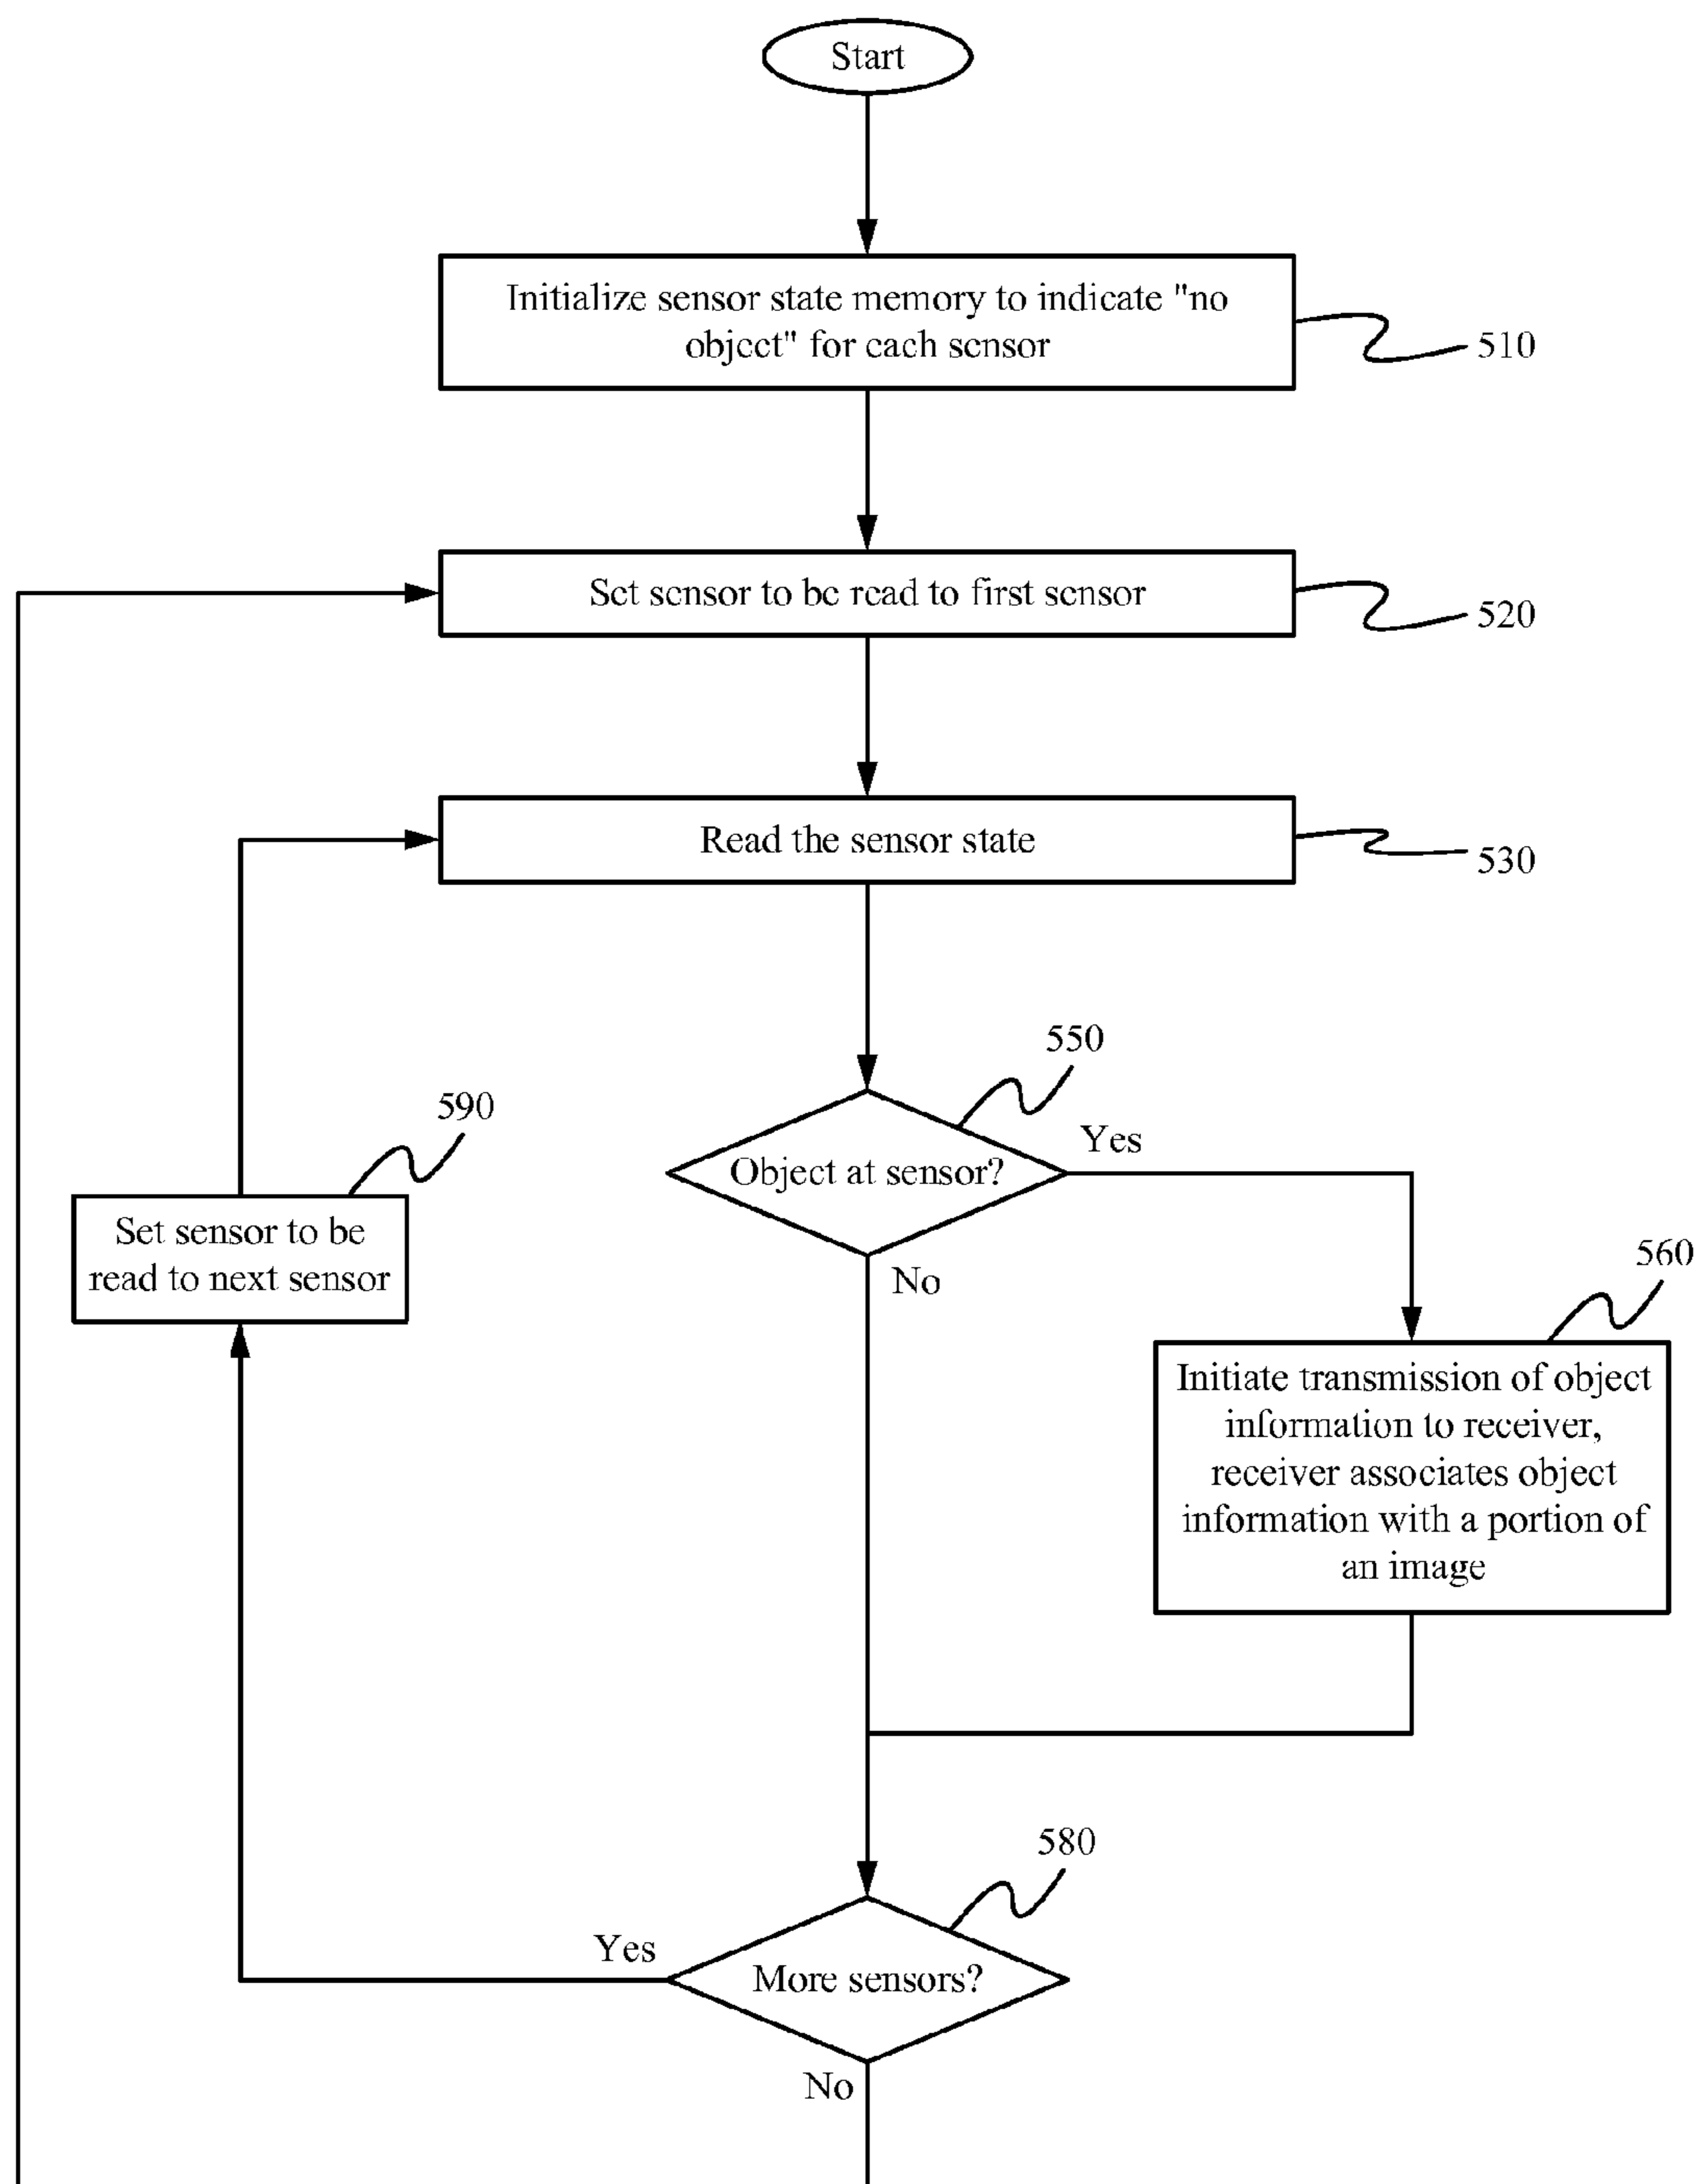 Start
Initialize sensor state memory to indicate "no
object" for each sensor
510
Set sensor to be read to first sensor
520
Read the sensor state
530
550
590
Yes
Object at sensor?
Set sensor to be
read to next sensor
560
No
Initiate transmission of object
information to receiver,
receiver associates object
information with a portion of
an image
580
Yes
More sensors?
No